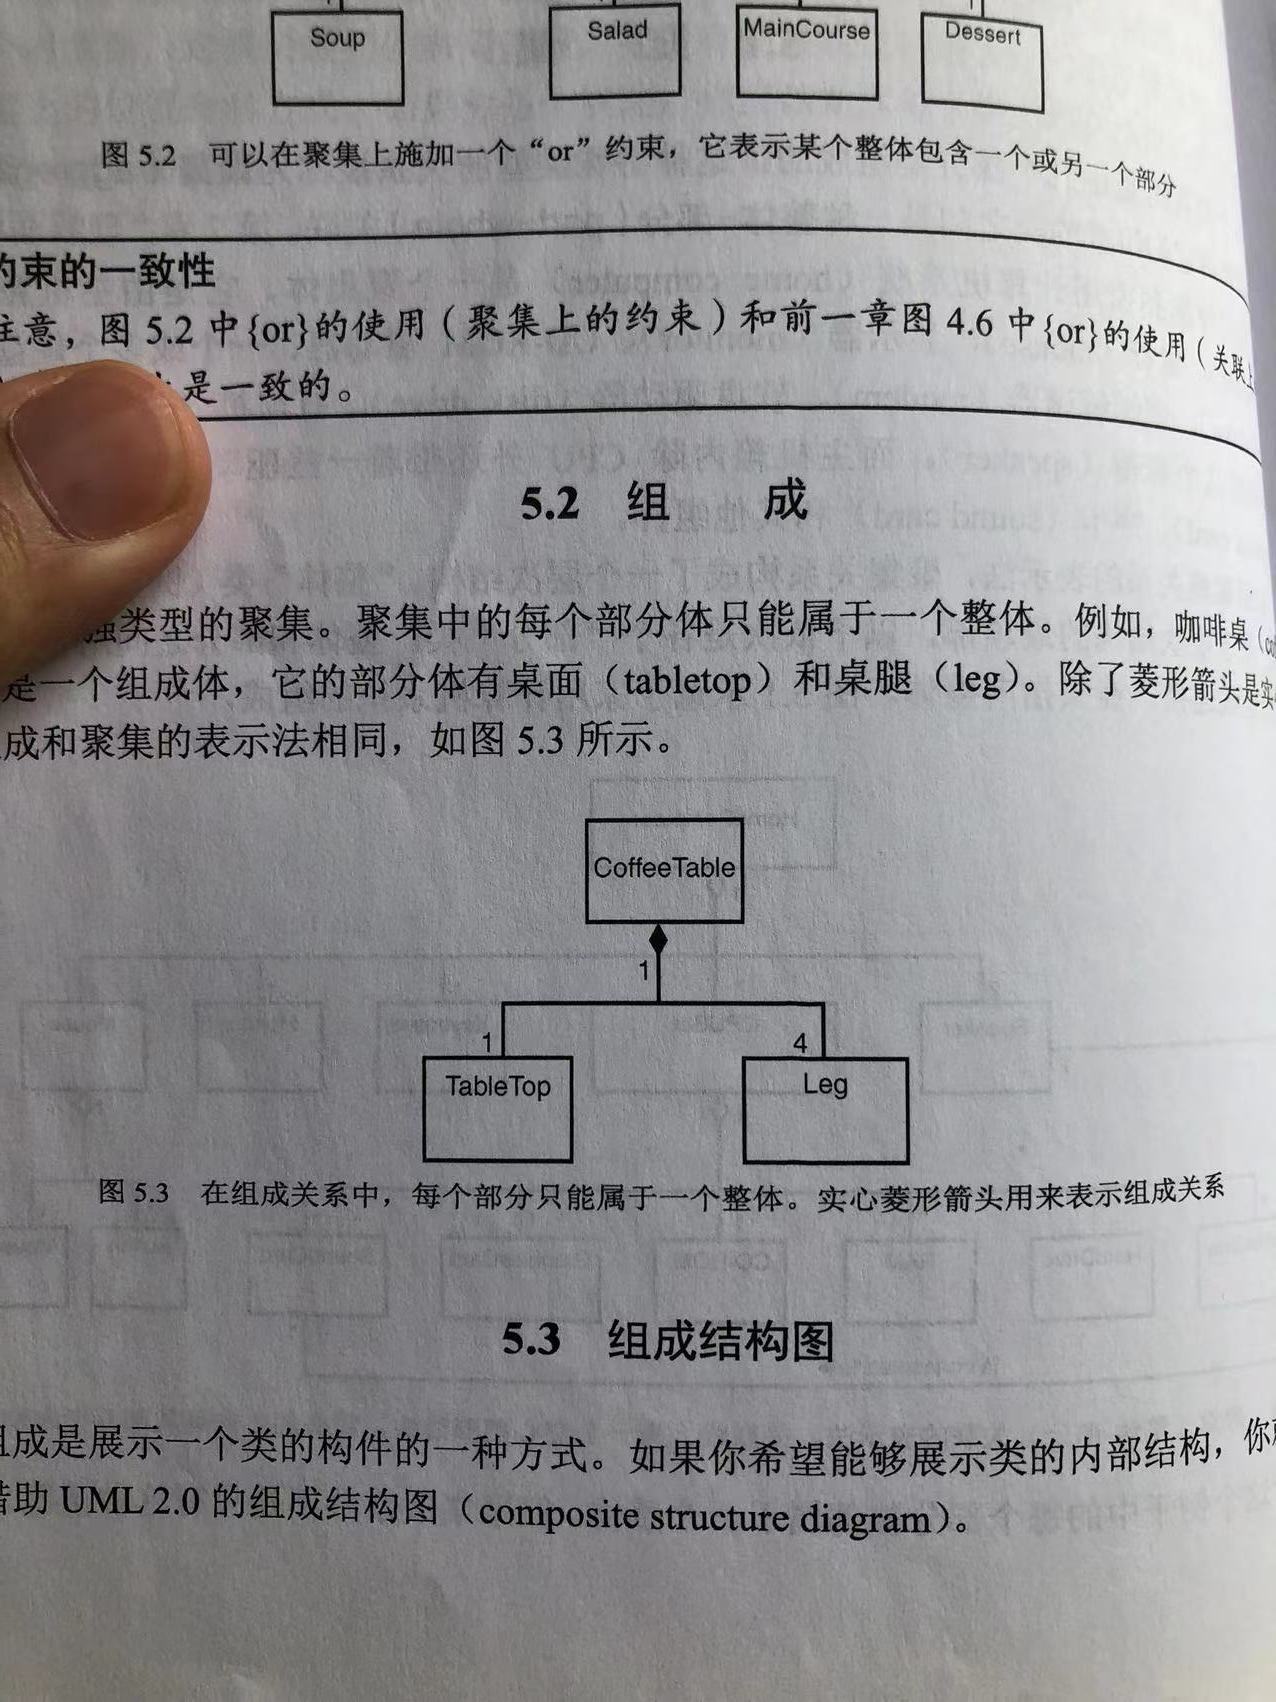 Soup
Salad
MainCourse
Dessert
图 5.2 可以在聚集上施加一个“or”约束，它表示某个整体包含一个或另一个部分
束的一致性
注意，图 5.2 中{or}的使用（聚集上的约束）和前一章图 4.6 中{or}的使用（关联上
是一致的。
5.2 组 成
强类型的聚集。聚集中的每个部分体只能属于一个整体。例如，咖啡桌（
是一个组成体，它的部分体有桌面（tabletop）和桌腿（leg）。除了菱形箭头是实
成和聚集的表示法相同，如图 5.3 所示。
CoffeeTable
1
1
4
TableTop
Leg
图 5.3 在组成关系中，每个部分只能属于一个整体。实心菱形箭头用来表示组成关系
5.3 组成结构图
组成是展示一个类的构件的一种方式。如果你希望能够展示类的内部结构，你
借助 UML 2.0 的组成结构图（composite structure diagram）。